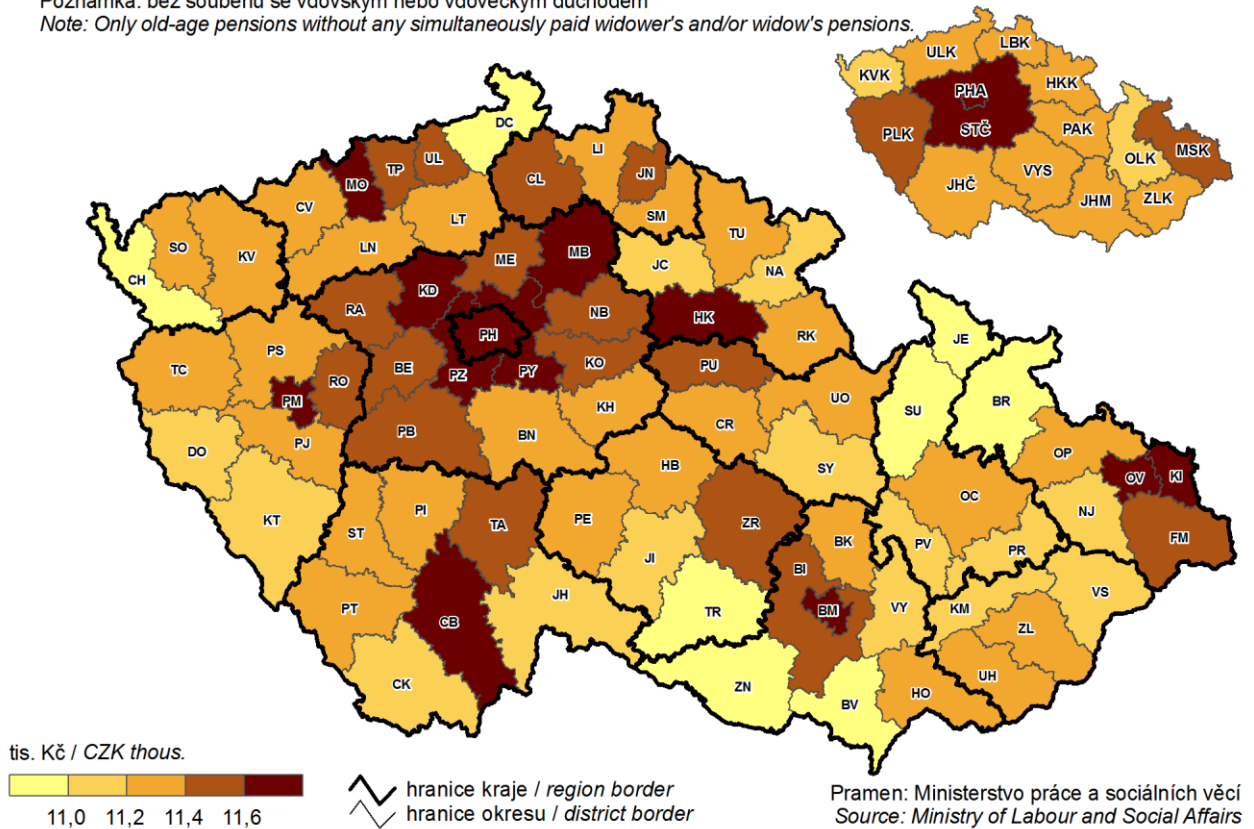 Poznámka: bez souběhu se vdovským nebo vdoveckým důchodem
Note: Only old-age pensions without any simultaneously paid widower's and/or widow's pensions.
LBK
ULK
KVK
HKK
PHA
PLK
STČ
PAK
MSK
OLK
VYS
JHČ
JHM
ZLK
DC
LI
UL
TP
MO
CL
JN
CV
LT
SM
TU
SO
LN
KV
MB
ME
JC
NA
CH
KD
RA
NB
HK
PH
RK
JE
PS
KO
TC
BE
PZ
PY
PU
RO
UO
PM
SU
BR
KH
CR
PB
BN
PJ
DO
OP
HB
SY
OV
KI
OC
PI
NJ
KT
TA
PE
ZR
ST
FM
BK
PV
PR
JI
BI
VS
JH
PT
TR
BM
VY
KM
CB
ZL
UH
CK
ZN
HO
BV
tis. Kč / CZK thous.
11,0 11,2 11,4 11,6
hranice kraje / region border
hranice okresu / district border
Pramen: Ministerstvo práce a sociálních věcí
Source: Ministry of Labour and Social Affairs